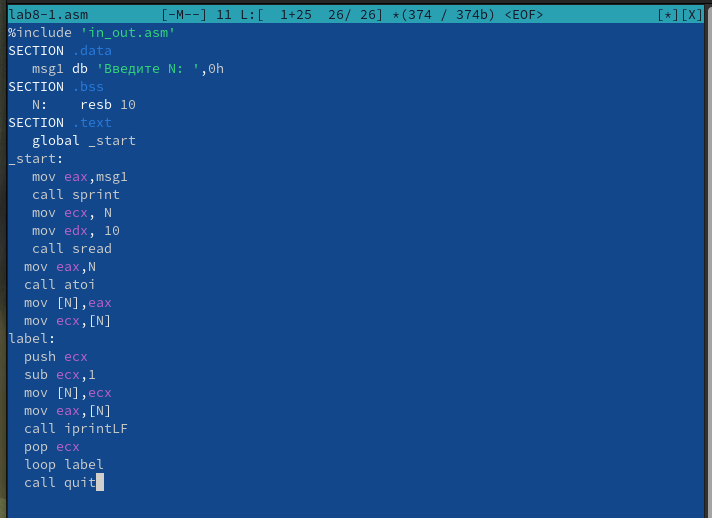 lab8-1.asm [-M--] 11 L:[ 1+25 26/ 26] *(374 / 374b) <EOF> [*][X]
%include 'in_out.asm'
SECTION .data
   msg1 db 'Введите N: ',0h
SECTION .bss
   N:    resb 10
SECTION .text
   global _start
_start:
   mov eax,msg1
   call sprint
   mov ecx, N
   mov edx, 10
   call sread
  mov eax,N
  call atoi
  mov [N],eax
  mov ecx,[N]
label:
  push ecx
  sub ecx,1
  mov [N],ecx
  mov eax,[N]
  call iprintLF
  pop ecx
  loop label
  call quit